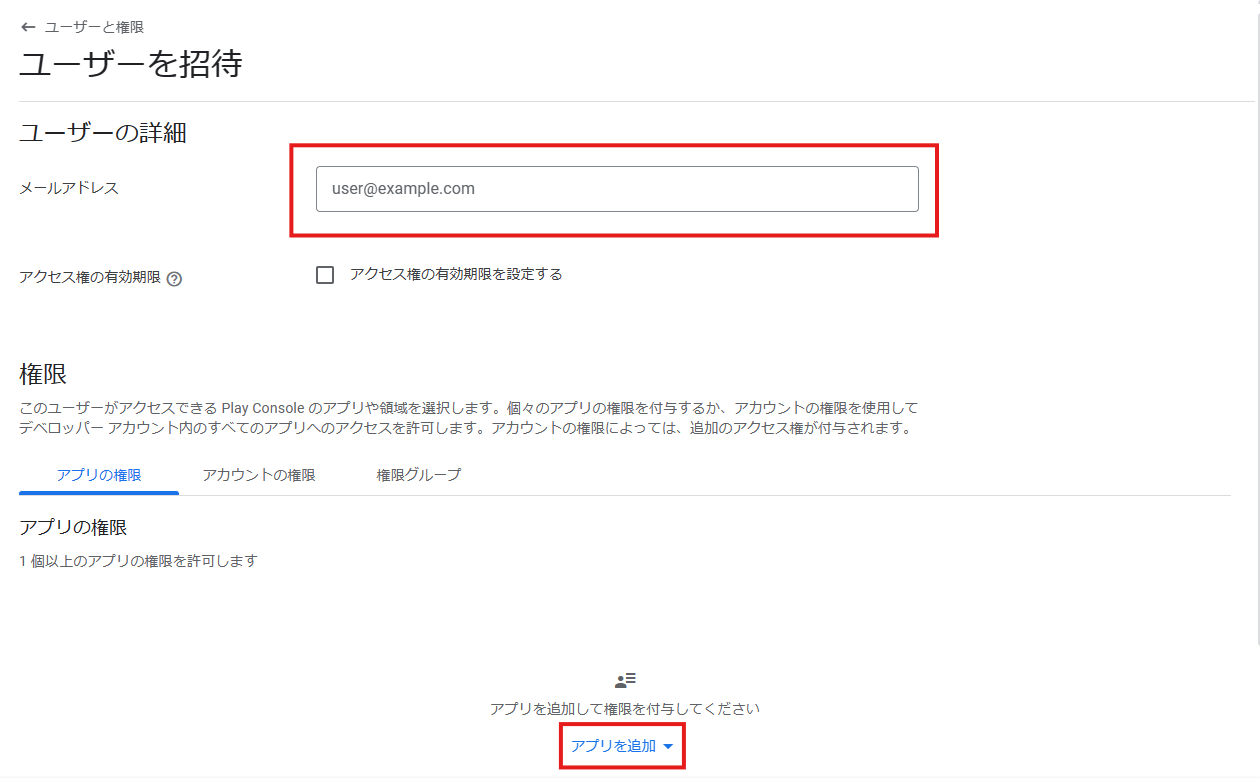 ← ユーザーと権限
ユーザーを招待
ユーザーの詳細
メールアドレス
user@example.com
アクセス権の有効期限 ?
アクセス権の有効期限を設定する
権限
このユーザーがアクセスできる Play Console のアプリや領域を選択します。個々のアプリの権限を付与するか、アカウントの権限を使用して
デベロッパー アカウント内のすべてのアプリへのアクセスを許可します。アカウントの権限によっては、追加のアクセス権が付与されます。
アプリの権限 アカウントの権限 権限グループ
アプリの権限
1 個以上のアプリの権限を許可します
アプリを追加して権限を付与してください
アプリを追加